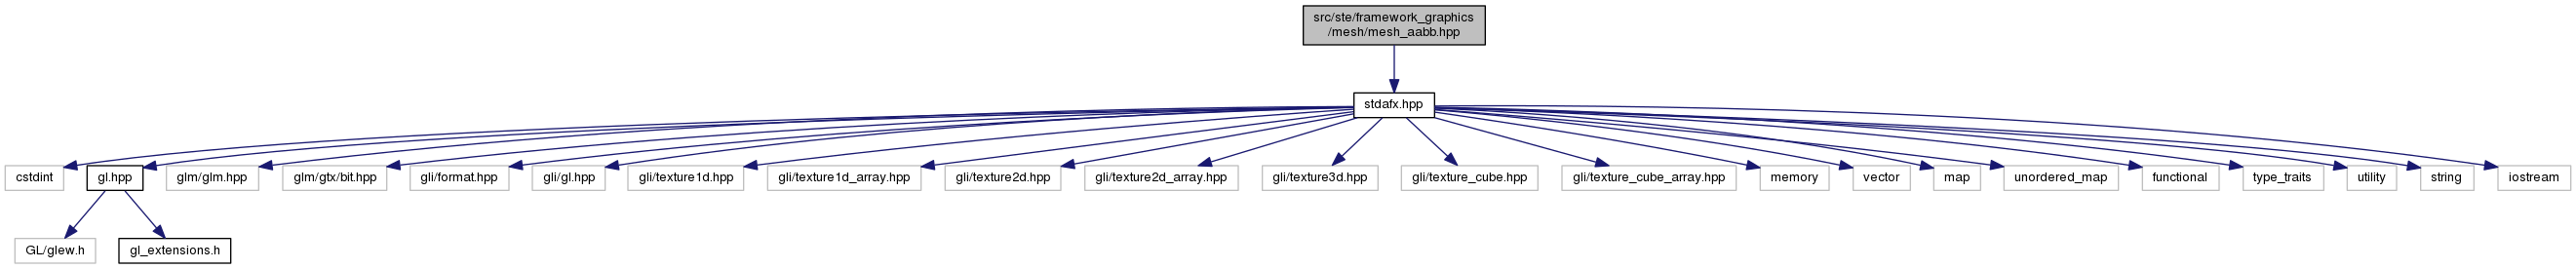 src/ste/framework_graphics
/mesh/mesh_aabb.hpp
stdafx.hpp
cstdint
gl.hpp
glm/glm.hpp
glm/gtx/bit.hpp
gli/format.hpp
gli/gl.hpp
gli/texture1d.hpp
gli/texture1d_array.hpp
gli/texture2d.hpp
gli/texture2d_array.hpp
gli/texture3d.hpp
gli/texture_cube.hpp
gli/texture_cube_array.hpp
memory
vector
map
unordered_map
functional
type_traits
utility
string
iostream
GL/glew.h
gl_extensions.h